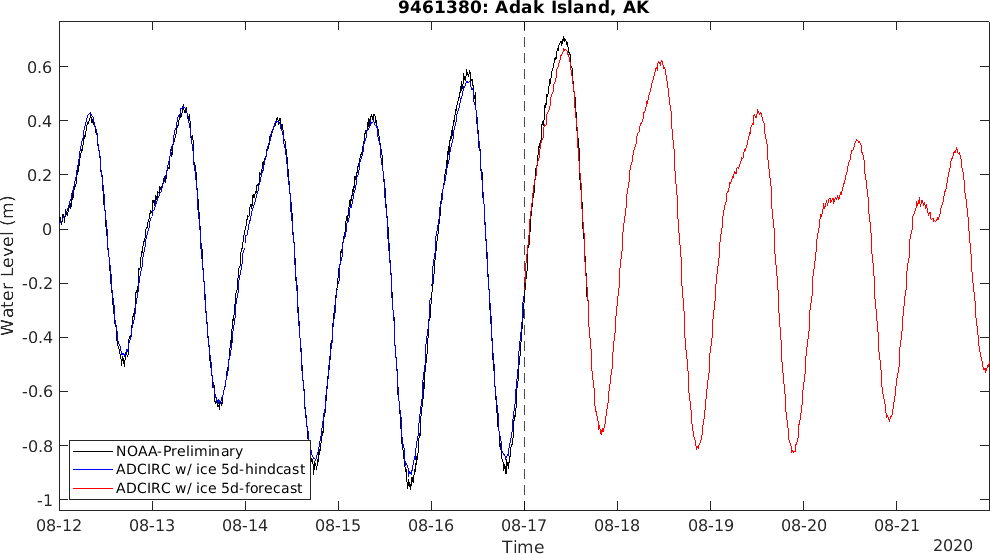 9461380: Adak Island, AK
Water Level (m)
0.6
0.4
0.2
0
-0.2
-0.4
-0.6
-0.8
-1
NOAA-Preliminary
ADCIRC w/ ice 5d-hindcast
ADCIRC w/ ice 5d-forecast
08-12 08-13 08-14 08-15 08-16 08-17 08-18 08-19 08-20 08-21
Time
2020